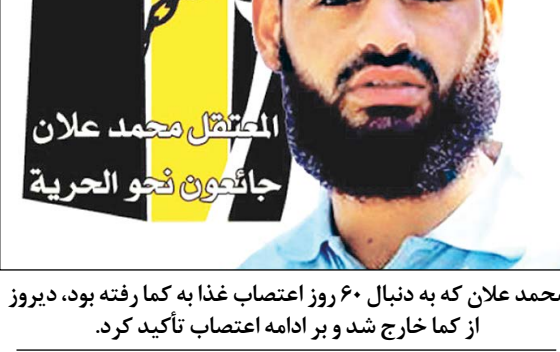 المعتقل محمد علان
جائعون نحو الحرية
محمد علان که به دنبال ۶۰ روز اعتصاب غذا به کما رفته بود، دیروز
از کما خارج شد و بر ادامه اعتصاب تأکید کرد.